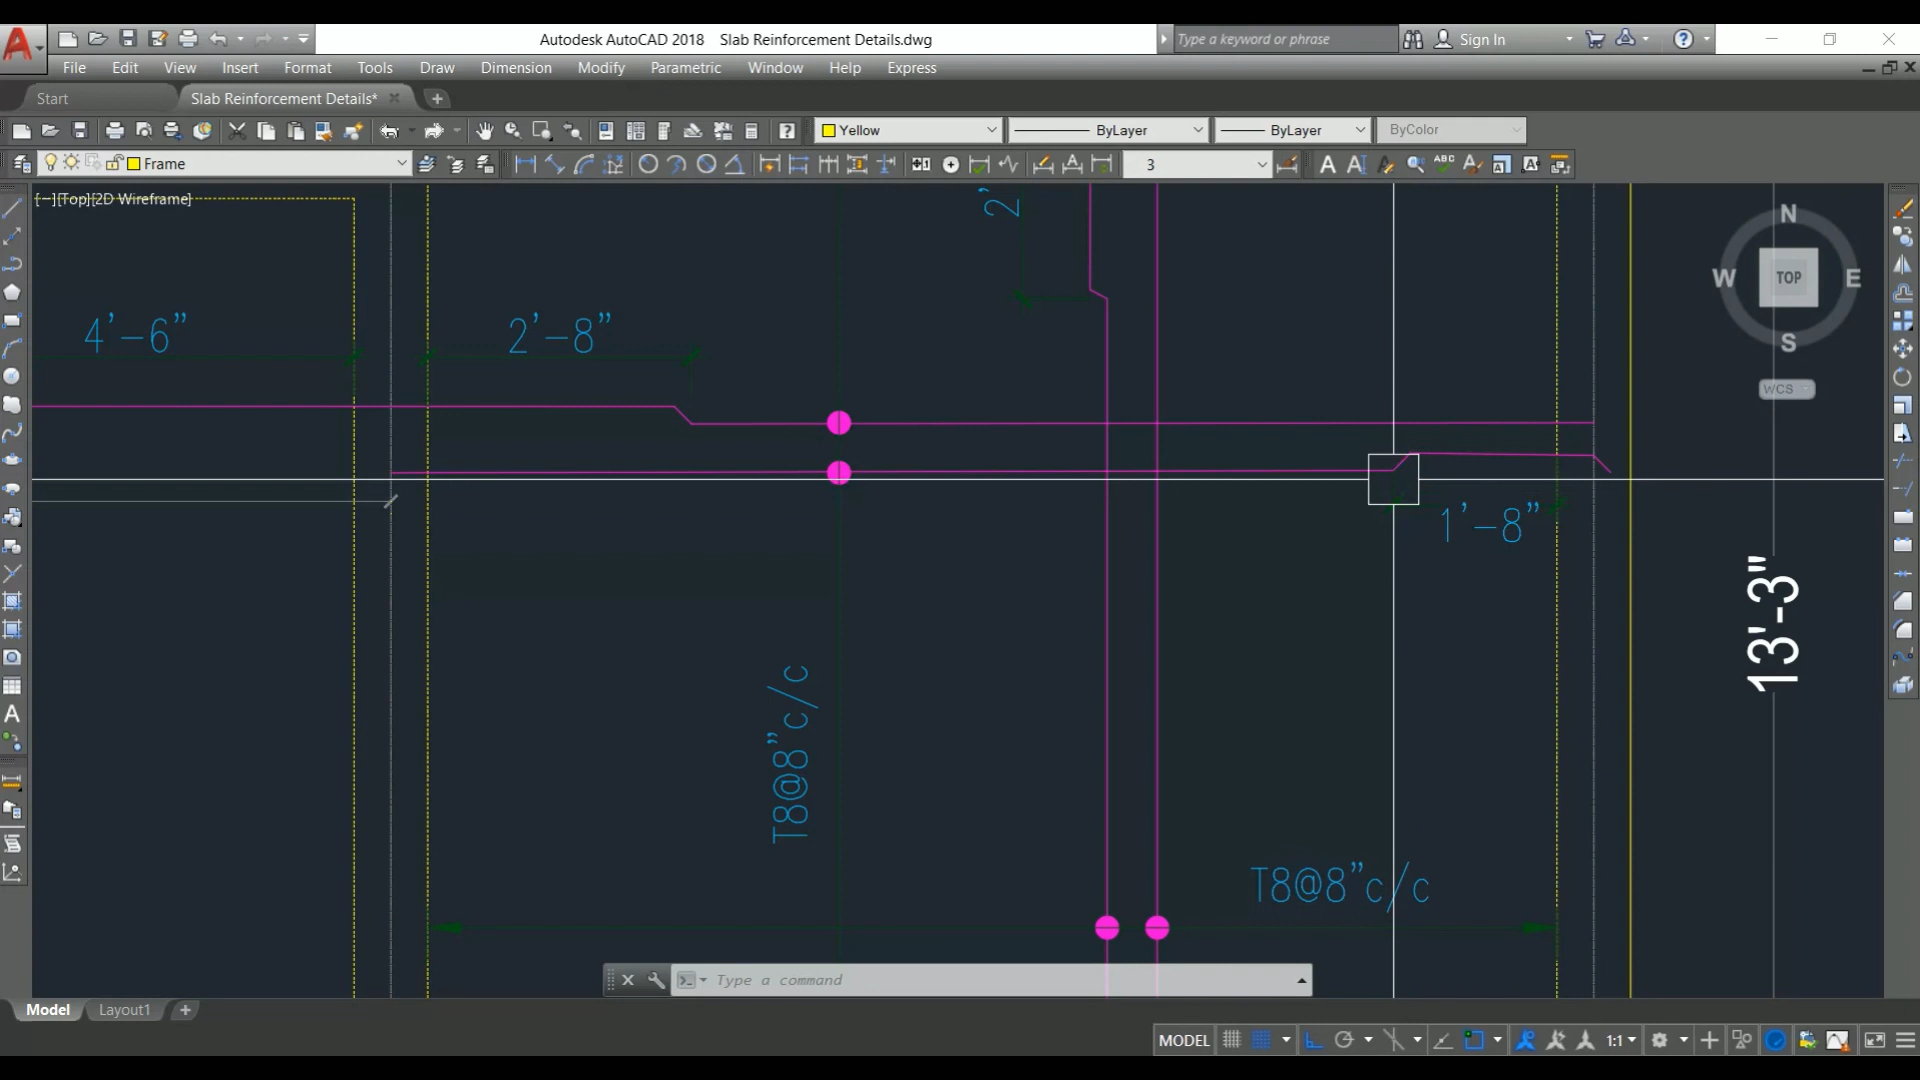 Autodesk AutoCAD 2018 Slab Reinforcement Details.dwg
Type a keyword or phrase
Sign In
File Edit View Insert Format Tools Draw Dimension Modify Parametric Window Help Express
Start
Slab Reinforcement Details*
Yellow
ByLayer
ByLayer
ByColor
Frame
3
[−][Top][2D Wireframe]
N
W
TOP
E
S
WCS
2'
4'-6"
2'-8"
1'-8"
13'-3"
T8@8"c/c
T8@8"c/c
Type a command
Model
Layout1
MODEL
1:1